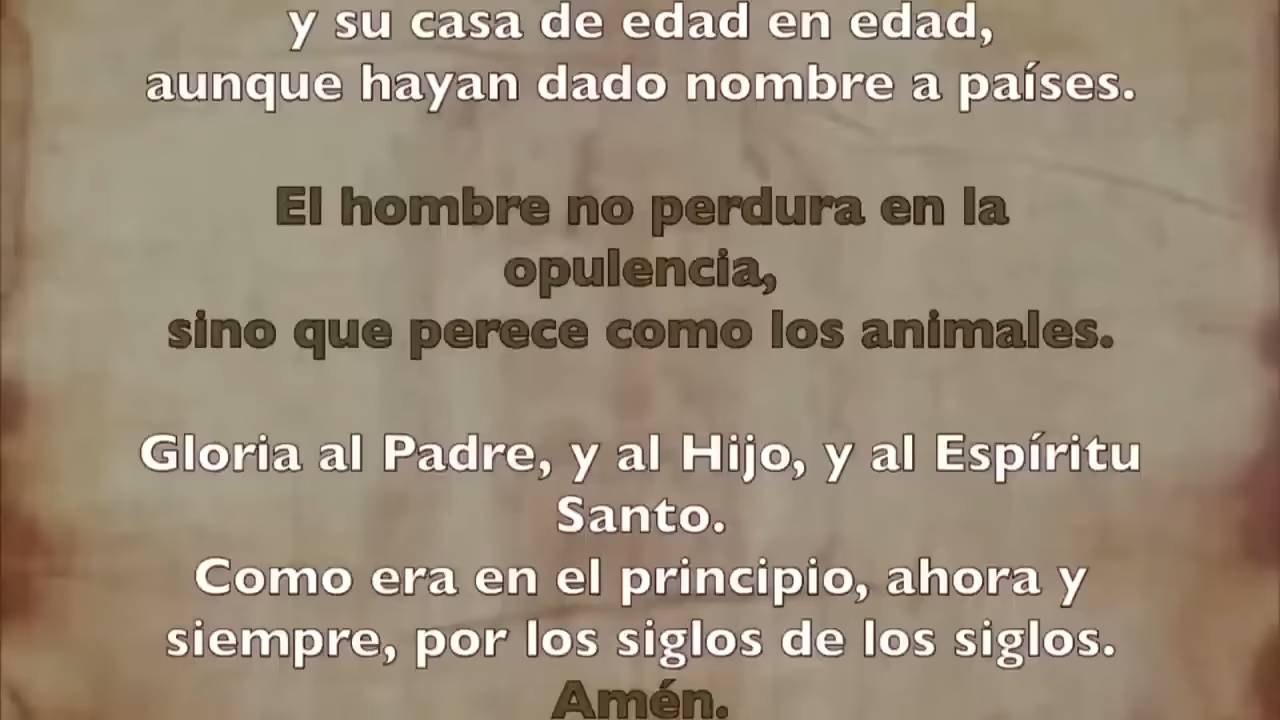 y su casa de edad en edad,
aunque hayan dado nombre a países.
El hombre no perdura en la
opulencia,
sino que perece como los animales.
Gloria al Padre, y al Hijo, y al Espíritu
Santo.
Como era en el principio, ahora y
siempre, por los siglos de los siglos.
Amén.